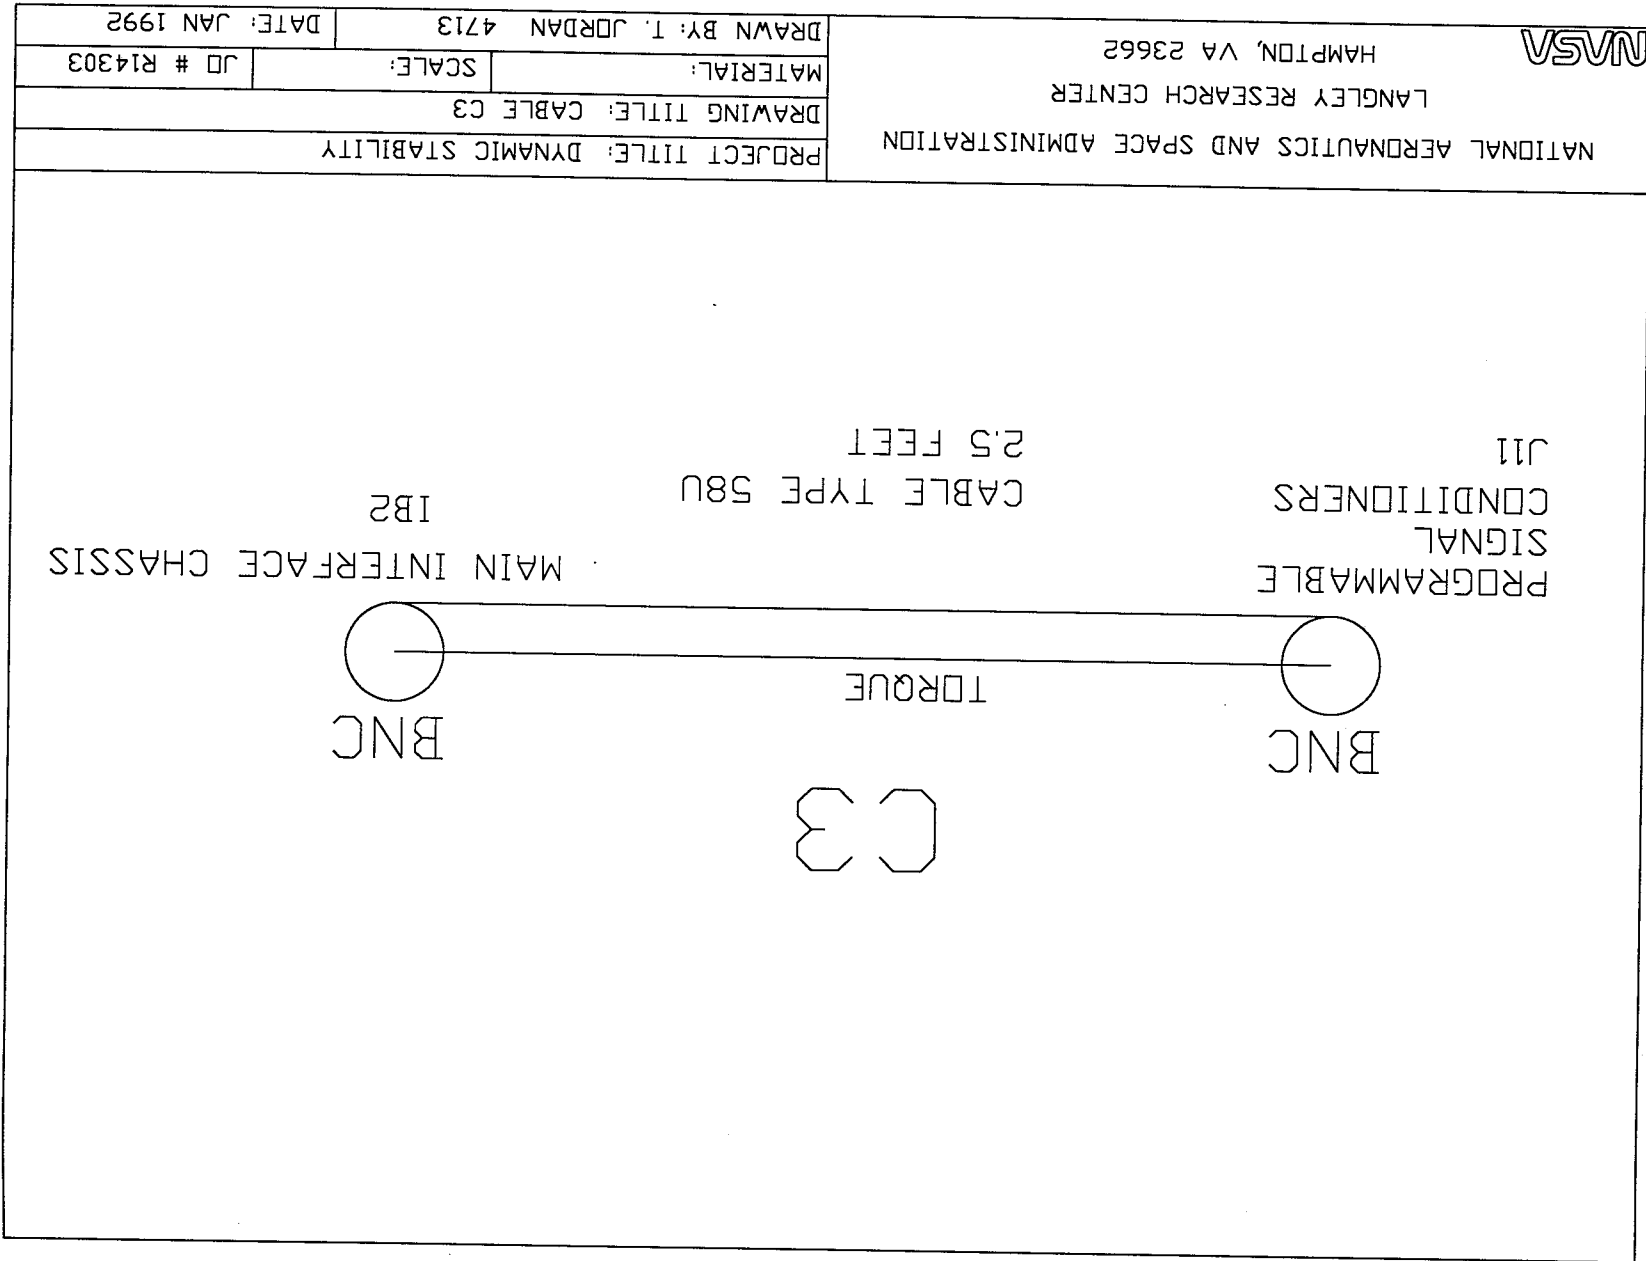 C3
BNC
BNC
TORQUE
PROGRAMMABLE
SIGNAL
CONDITIONERS
J11
MAIN INTERFACE CHASSIS
IB2
CABLE TYPE 58U
2.5 FEET
NATIONAL AERONAUTICS AND SPACE ADMINISTRATION
LANGLEY RESEARCH CENTER
HAMPTON, VA 23662
NASA
PROJECT TITLE: DYNAMIC STABILITY
DRAWING TITLE: CABLE C3
MATERIAL:
SCALE:
JO # R14303
DRAWN BY: T. JORDAN 4713
DATE: JAN 1992